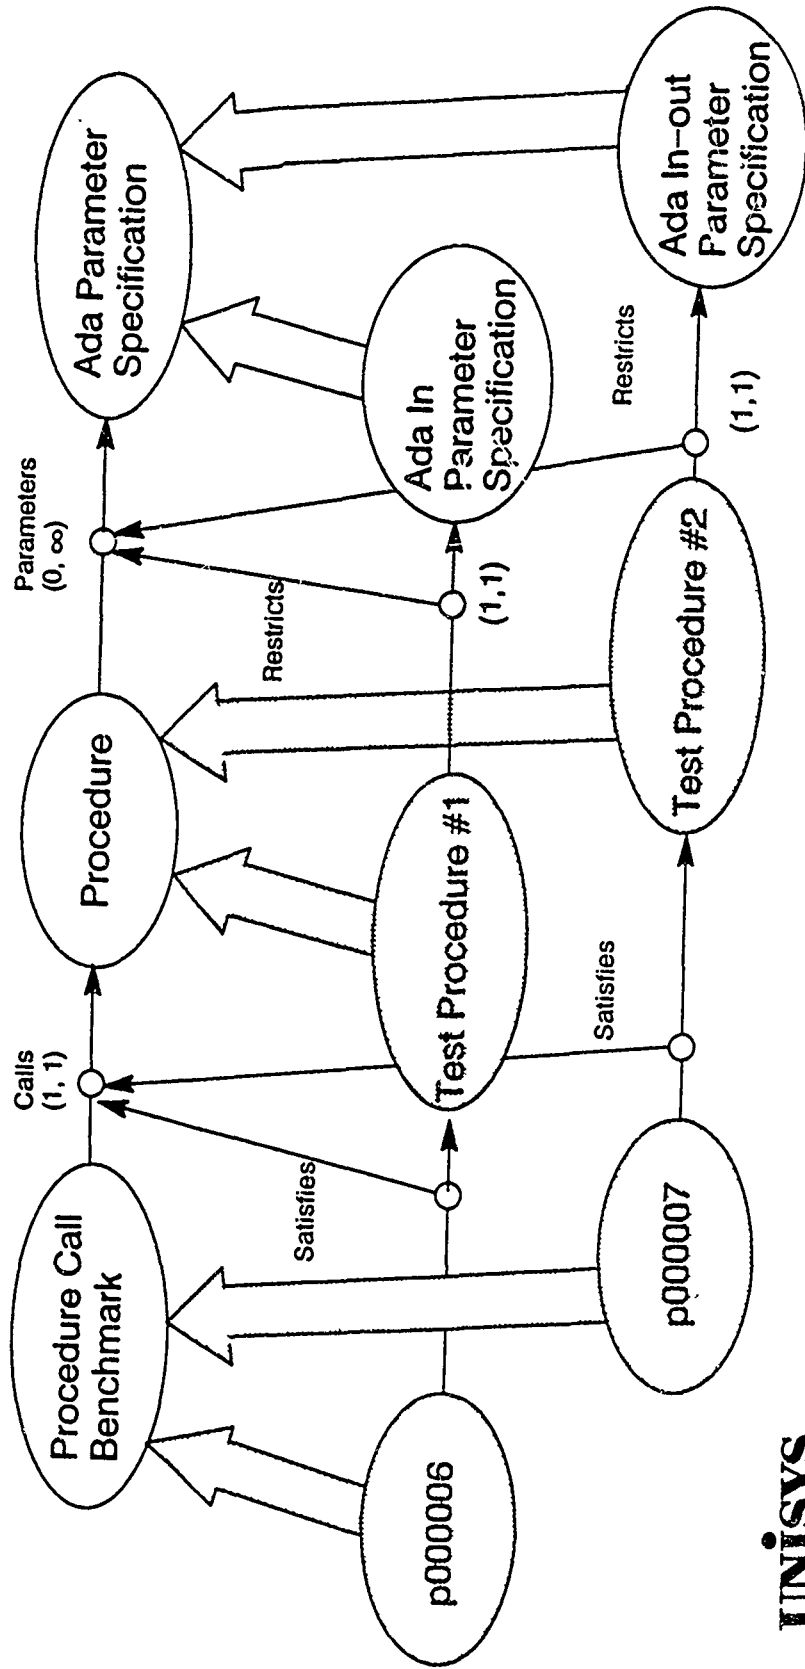 Procedure Call
Benchmark
Calls
(1, 1)
Procedure
Parameters
(0, ∞)
Ada Parameter
Specification
Satisfies
Restricts
p000006
Test Procedure #1
(1,1)
Ada In
Parameter
Specification
Satisfies
Restricts
p000007
Test Procedure #2
(1,1)
Ada In-out
Parameter
Specification
UNISYS